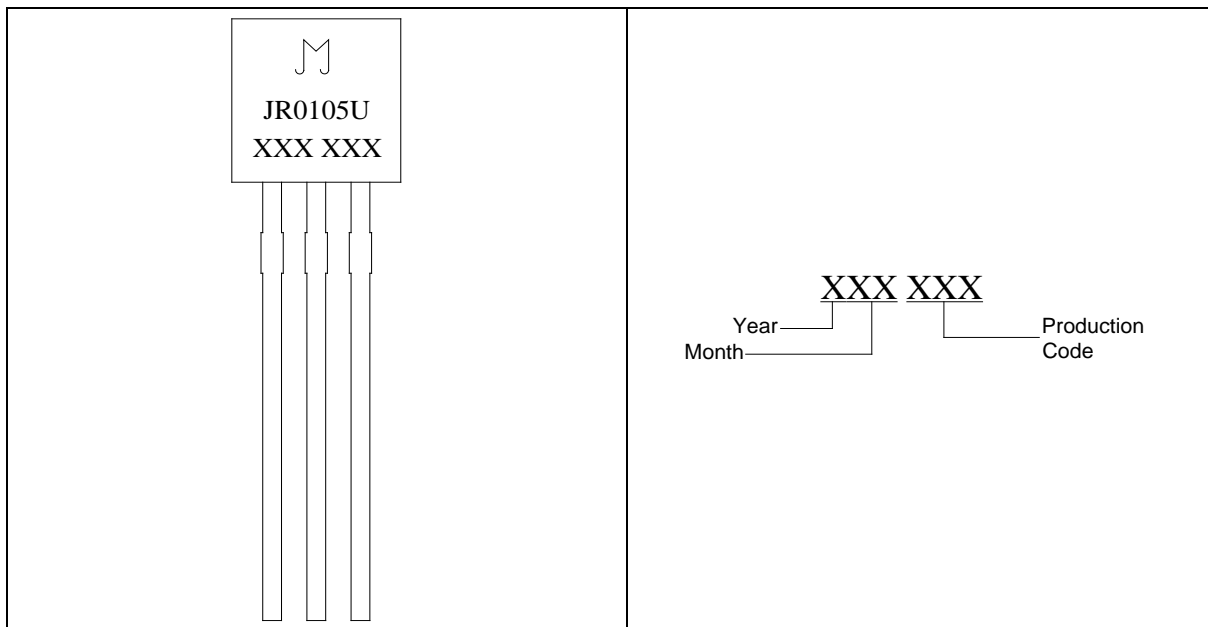 JR0105U
XXX XXX
XXX XXX
Year
Month
Production
Code